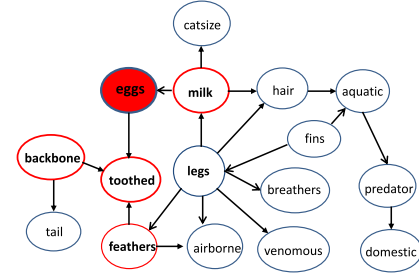 catsize
eggs
milk
hair
aquatic
fins
backbone
toothed
legs
breathers
predator
tail
feathers
airborne
venomous
domestic